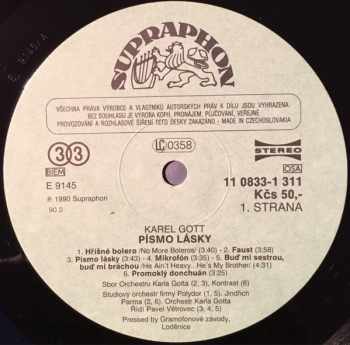 E 9145/A
SUPRAPHON
VŠECHNA PRÁVA VÝROBCE A VLASTNÍKŮ AUTORSKÝCH PRÁV K DÍLU JSOU VYHRAZENA.
BEZ SOUHLASU JE VÝROBA KOPIÍ, PRONÁJEM, PŮJČOVÁNÍ, VEŘEJNÉ
PROVOZOVÁNÍ A ROZHLASOVÉ ŠÍŘENÍ TÉTO DESKY ZAKÁZÁNO. - MADE IN CZECHOSLOVAKIA
33
LC 0358
STEREO
BIEM
OSA
E 9145
℗ 1990 Supraphon
90 2
11 0833-1 311
Kčs 50,-
1. STRANA
KAREL GOTT
PÍSMO LÁSKY
1. Hříšné bolero /No More Boleros/ (3:40) - 2. Faust (3:58)
3. Písmo lásky (3:43) - 4. Mikrofón (3:35) - 5. Buď mi sestrou,
buď mi bráchou /He Ain't Heavy... He's My Brother/ (4:31)
6. Promoklý donchuán (3:25)
Sbor Orchestru Karla Gotta (2, 3), Kontrast (6)
Studiový orchestr firmy Polydor (1, 5), Jindřich
Parma (2, 6), Orchestr Karla Gotta
Řídí Pavel Větrovec (3, 4, 5)
Pressed by Gramofonové závody,
Loděnice